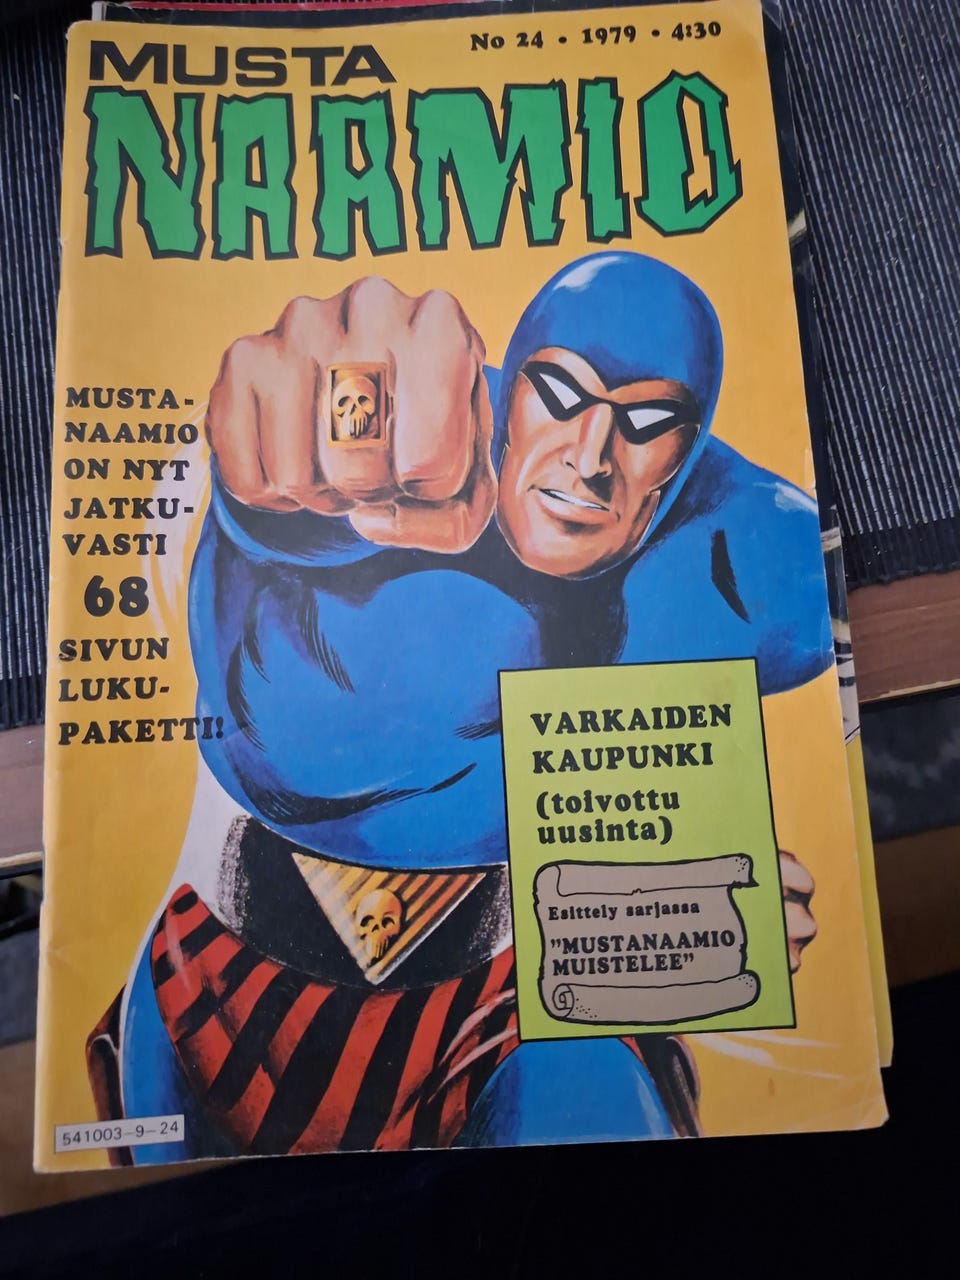 MUSTA
No 24 • 1979 • 4:30
NAAMIO
MUSTA-
NAAMIO
ON NYT
JATKU-
VASTI
68
SIVUN
LUKU-
PAKETTI!
VARKAIDEN
KAUPUNKI
(toivottu
uusinta)
Esittely sarjassa
"MUSTANAAMIO
MUISTELEE"
541003-9-24